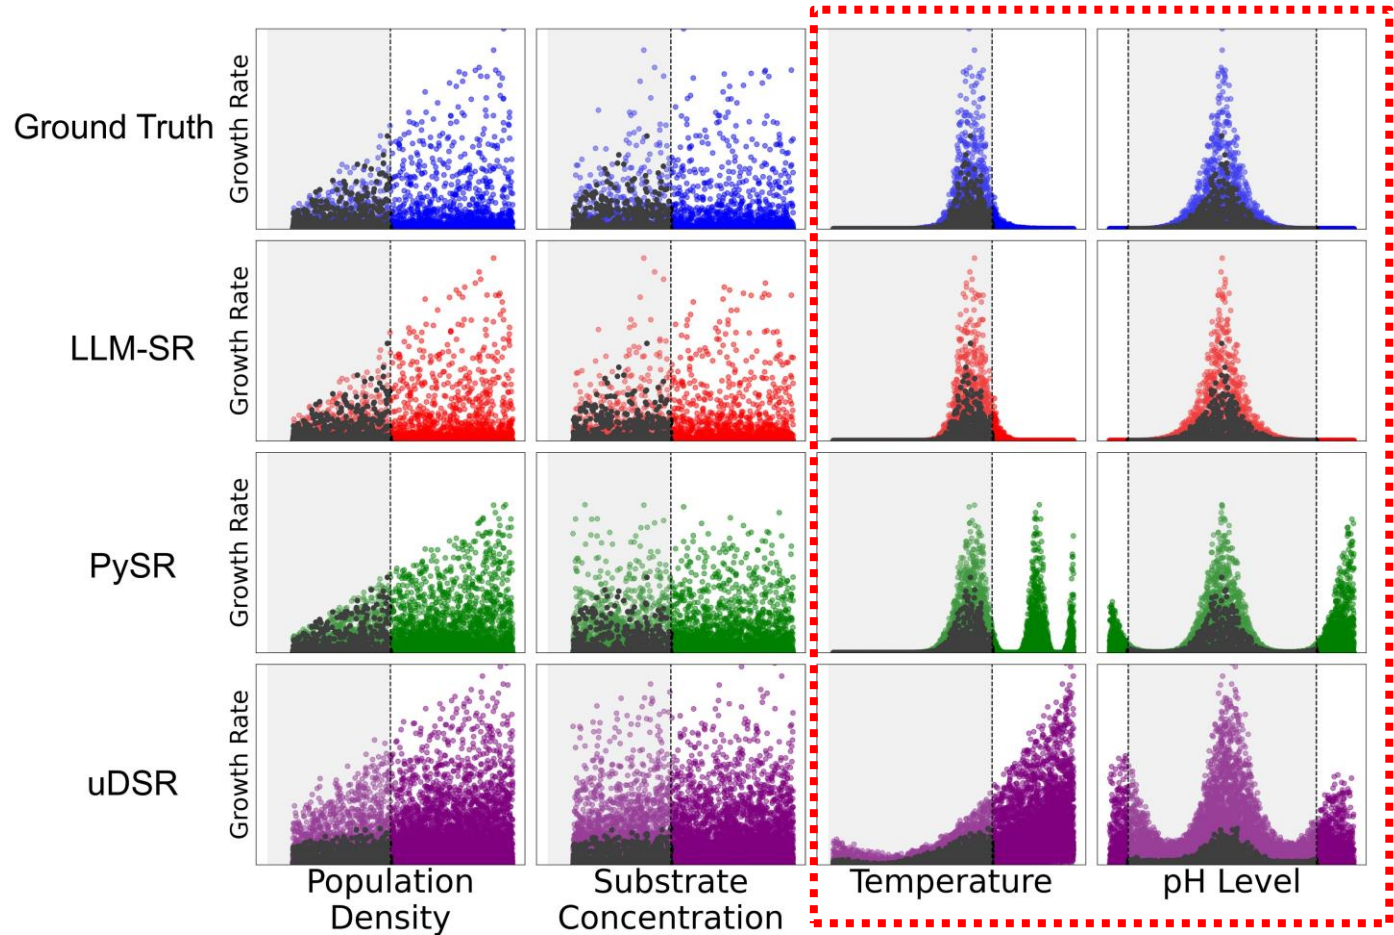 Ground Truth
Growth Rate
LLM-SR
Growth Rate
PySR
Growth Rate
uDSR
Growth Rate
Population
Density
Substrate
Concentration
Temperature
pH Level